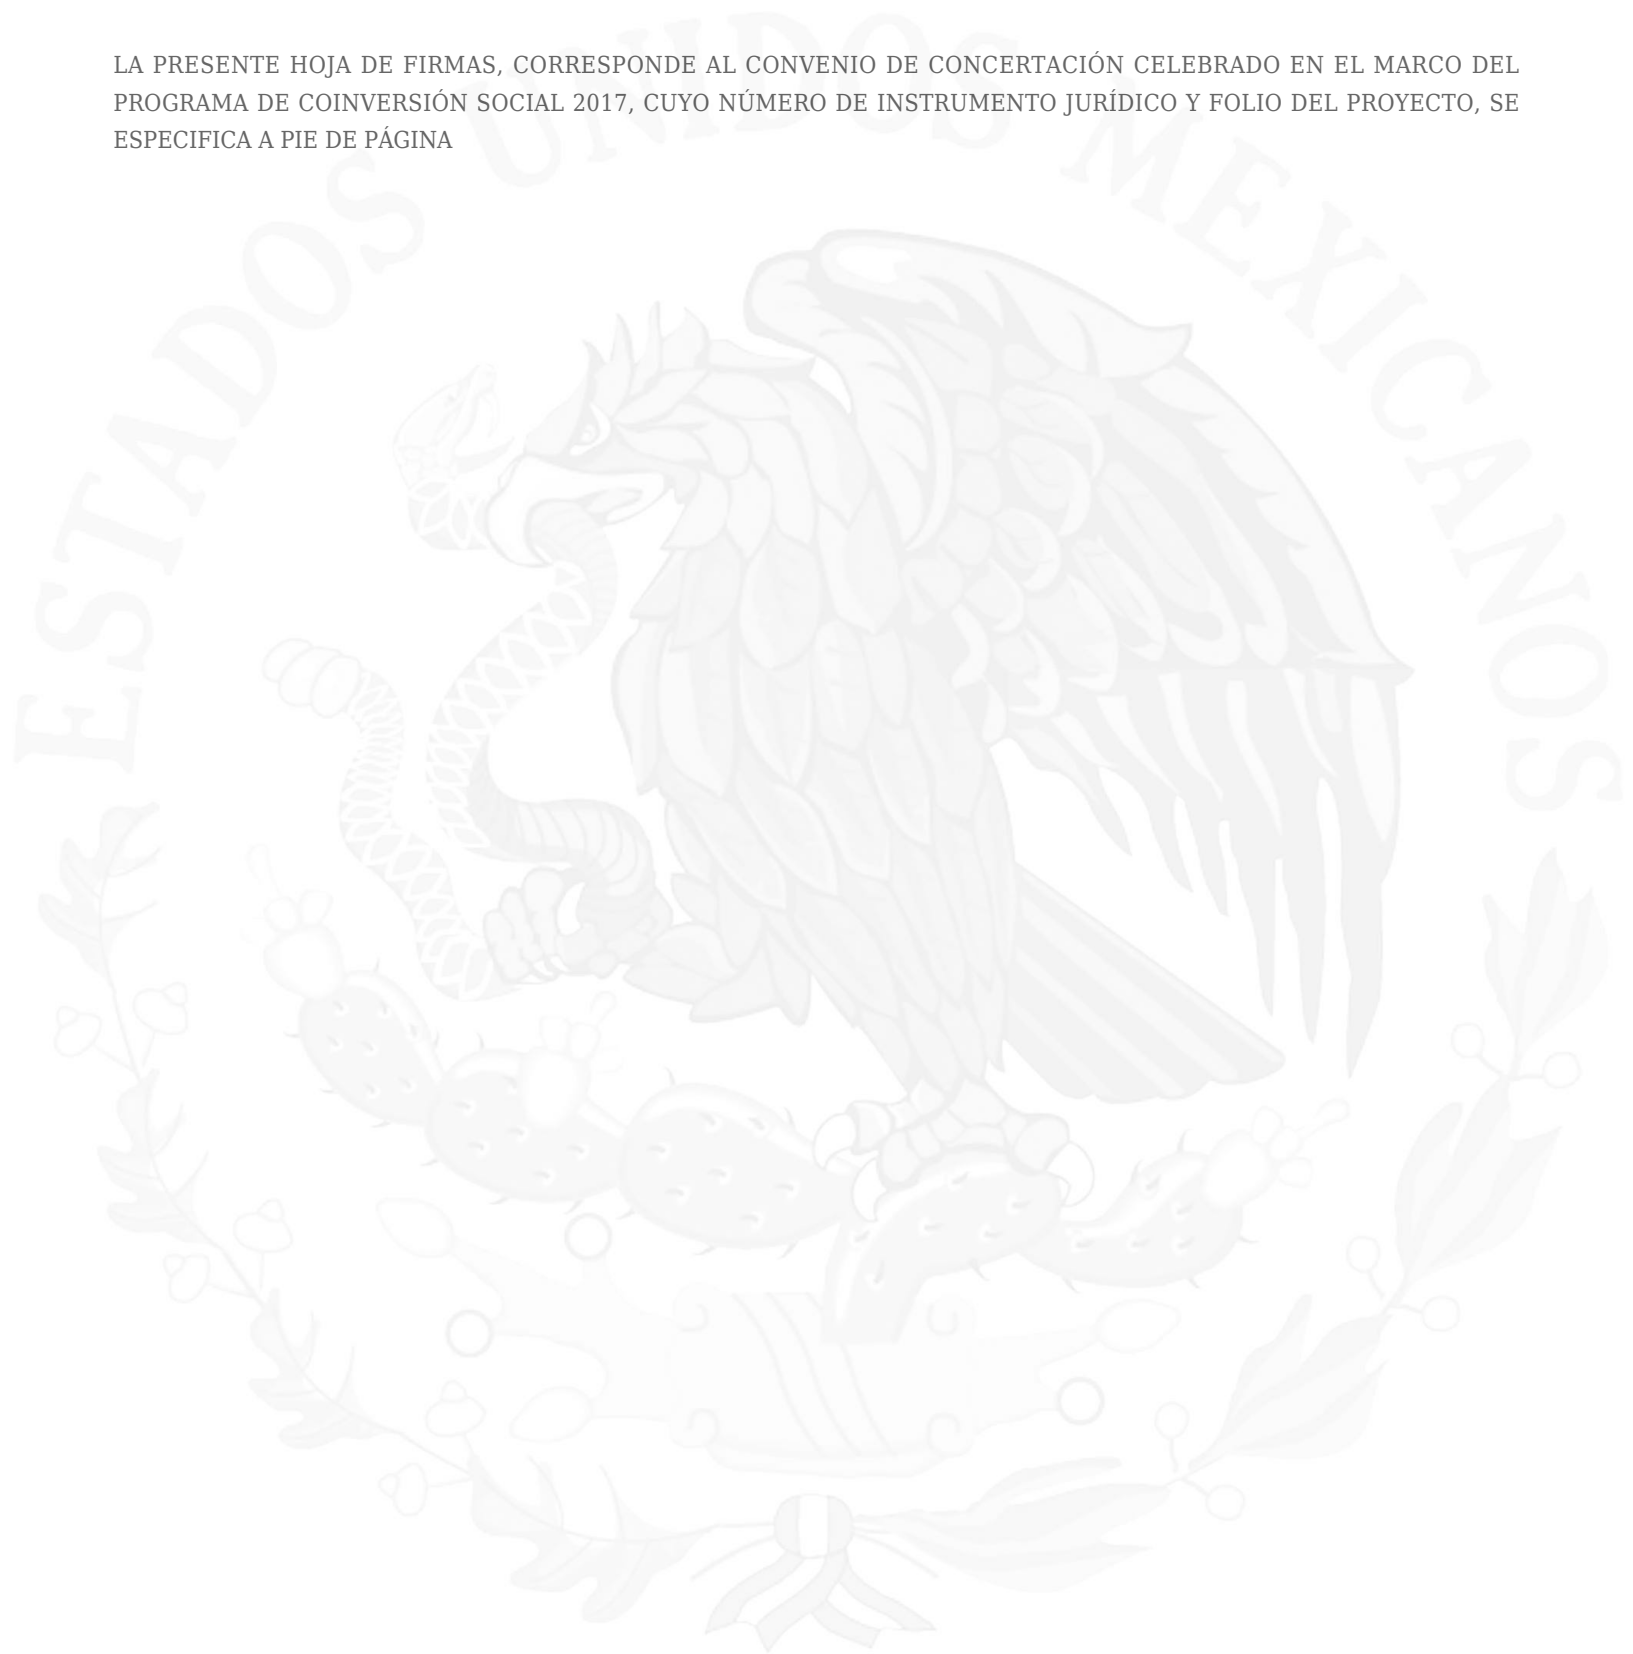 LA PRESENTE HOJA DE FIRMAS, CORRESPONDE AL CONVENIO DE CONCERTACIÓN CELEBRADO EN EL MARCO DEL
PROGRAMA DE COINVERSIÓN SOCIAL 2017, CUYO NÚMERO DE INSTRUMENTO JURÍDICO Y FOLIO DEL PROYECTO, SE
ESPECIFICA A PIE DE PÁGINA
ESTADOS UNIDOS MEXICANOS